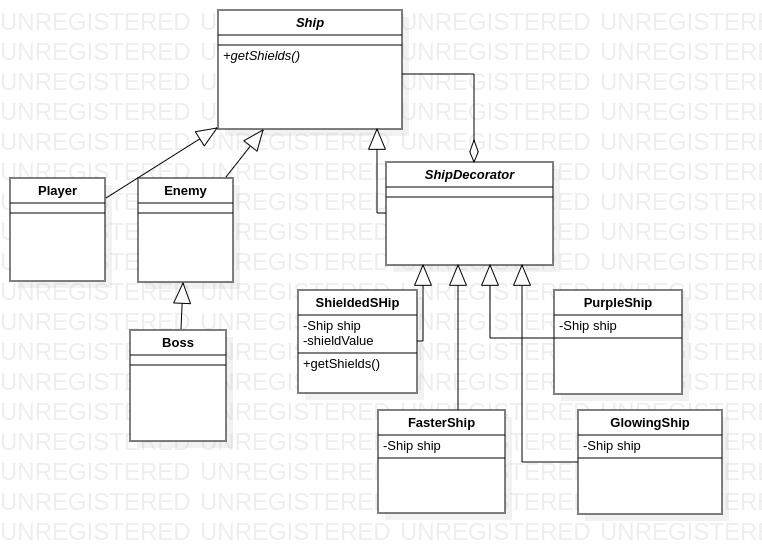 Ship
+getShields()
Player
Enemy
ShipDecorator
Boss
ShieldedSHip
-Ship ship
-shieldValue
+getShields()
PurpleShip
-Ship ship
FasterShip
-Ship ship
GlowingShip
-Ship ship
UNREGISTERED UNREGISTERED UNREGISTERED UNREGISTERED